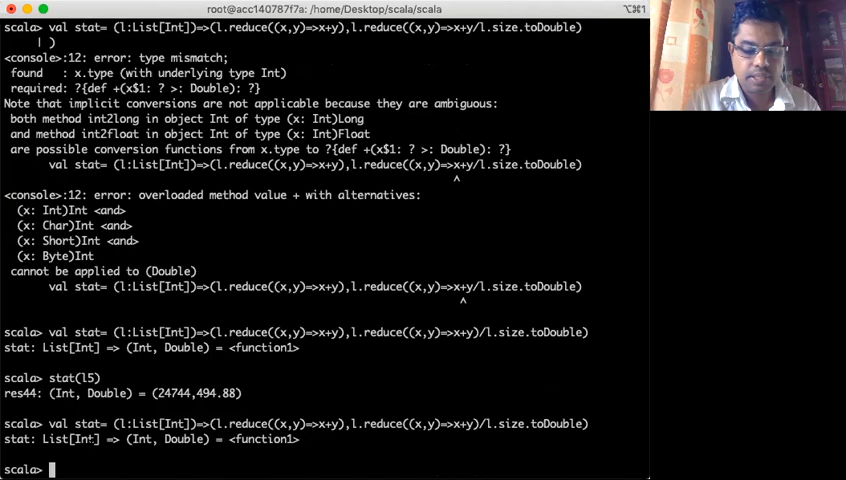 root@acc140787f7a: /home/Desktop/scala
⌥⌘1
scala> val stat= (l:List[Int])=>(l.reduce((x,y)=>x+y),l.reduce((x,y)=>x+y/l.size.toDouble)
| )
<console>:12: error: type mismatch;
found : x.type (with underlying type Int)
required: ?{def +(x$1: ? >: Double): ?}
Note that implicit conversions are not applicable because they are ambiguous:
both method int2long in object Int of type (x: Int)Long
and method int2float in object Int of type (x: Int)Float
are possible conversion functions from x.type to ?{def +(x$1: ? >: Double): ?}
val stat= (l:List[Int])=>(l.reduce((x,y)=>x+y),l.reduce((x,y)=>x+y/l.size.toDouble)
^
<console>:12: error: overloaded method value + with alternatives:
(x: Int)Int <and>
(x: Char)Int <and>
(x: Short)Int <and>
(x: Byte)Int
cannot be applied to (Double)
val stat= (l:List[Int])=>(l.reduce((x,y)=>x+y),l.reduce((x,y)=>x+y/l.size.toDouble)
^
scala> val stat= (l:List[Int])=>(l.reduce((x,y)=>x+y),l.reduce((x,y)=>x+y)/l.size.toDouble)
stat: List[Int] => (Int, Double) = <function1>
scala> stat(l5)
res44: (Int, Double) = (24744,494.88)
scala> val stat= (l:List[Int])=>(l.reduce((x,y)=>x+y),l.reduce((x,y)=>x+y)/l.size.toDouble)
stat: List[Int] => (Int, Double) = <function1>
scala>